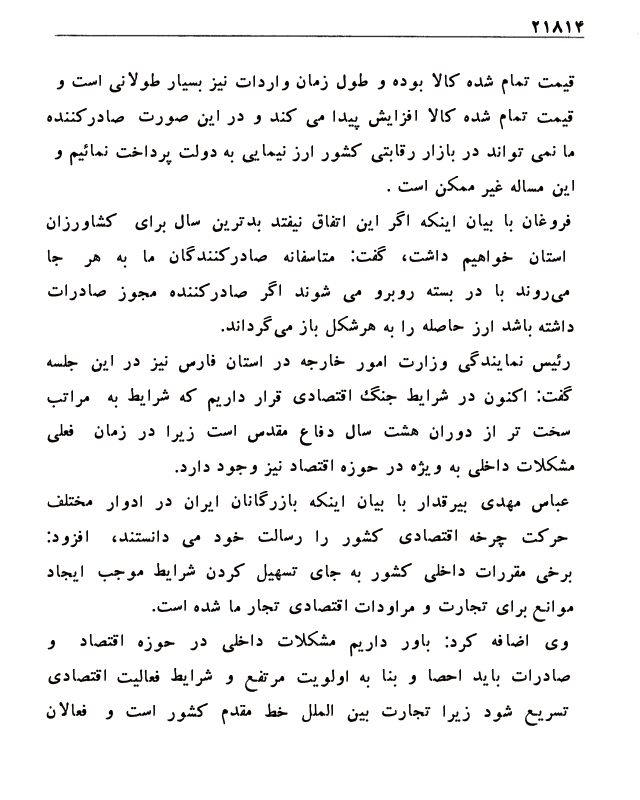 ۲۱۸۱۴
قیمت تمام شده کالا بوده و طول زمان واردات نیز بسیار طولانی است و
قیمت تمام شده کالا افزایش پیدا می کند و در این صورت صادرکننده
ما نمی تواند در بازار رقابتی کشور ارز نیمایی به دولت پرداخت نمائیم و
این مساله غیر ممکن است .
فروغان با بیان اینکه اگر این اتفاق نیفتد بدترین سال برای کشاورزان
استان خواهیم داشت، گفت: متاسفانه صادرکنندگان ما به هر جا
می‌روند با در بسته روبرو می شوند اگر صادرکننده مجوز صادرات
داشته باشد ارز حاصله را به هرشکل باز می‌گرداند.
رئیس نمایندگی وزارت امور خارجه در استان فارس نیز در این جلسه
گفت: اکنون در شرایط جنگ اقتصادی قرار داریم که شرایط به مراتب
سخت تر از دوران هشت سال دفاع مقدس است زیرا در زمان فعلی
مشکلات داخلی به ویژه در حوزه اقتصاد نیز وجود دارد.
عباس مهدی بیرقدار با بیان اینکه بازرگانان ایران در ادوار مختلف
حرکت چرخه اقتصادی کشور را رسالت خود می دانستند، افزود:
برخی مقررات داخلی کشور به جای تسهیل کردن شرایط موجب ایجاد
موانع برای تجارت و مراودات اقتصادی تجار ما شده است.
وی اضافه کرد: باور داریم مشکلات داخلی در حوزه اقتصاد و
صادرات باید احصا و بنا به اولویت مرتفع و شرایط فعالیت اقتصادی
تسریع شود زیرا تجارت بین الملل خط مقدم کشور است و فعالان